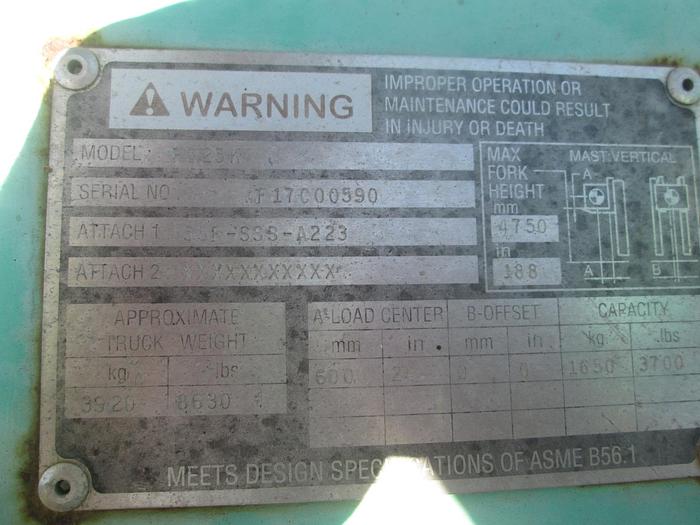 WARNING
IMPROPER OPERATION OR
MAINTENANCE COULD RESULT
IN INJURY OR DEATH
MODEL
SERIAL NO F17C00590
ATTACH 1 -SSS-A223
ATTACH 2 XXXXXXXXXXXX
MAX
FORK
HEIGHT
mm
4750
in
188
MAST:VERTICAL
A
A
B
APPROXIMATE
TRUCK WEIGHT
kg lbs
3920 8630
A-LOAD CENTER B-OFFSET CAPACITY
mm in mm in kg lbs
600 0 0 1650 3700
MEETS DESIGN SPECIFICATIONS OF ASME B56.1